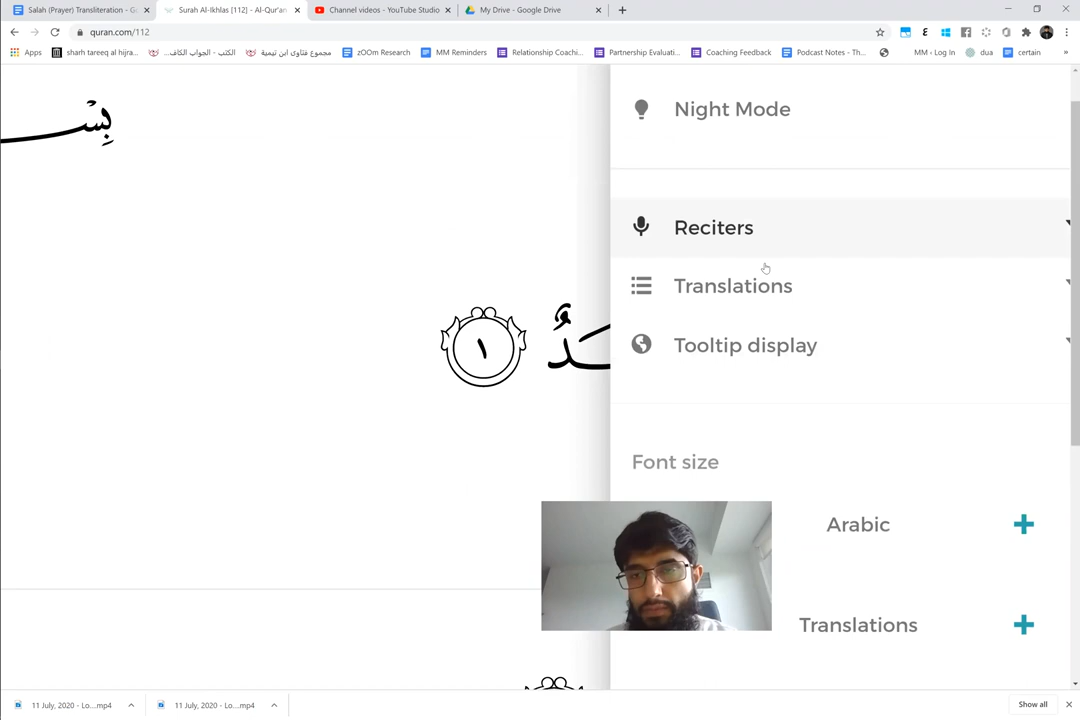 Salah (Prayer) Transliteration - G
Surah Al-Ikhlas [112] - Al-Qur'an
Channel videos - YouTube Studio
My Drive - Google Drive
quran.com/112
Apps
sharh tareeq al hijra...
الكتب - الجواب الكاف...
مجموع فتاوى ابن تيمية
zOOm Research
MM Reminders
Relationship Coachi...
Partnership Evaluati...
Coaching Feedback
Podcast Notes - Th...
MM - Log In
dua
certain
بِسْ
Night Mode
Reciters
Translations
Tooltip display
ـَدٌ ١
Font size
Arabic
Translations
11 July, 2020 - Lo....mp4
11 July, 2020 - Lo....mp4
Show all